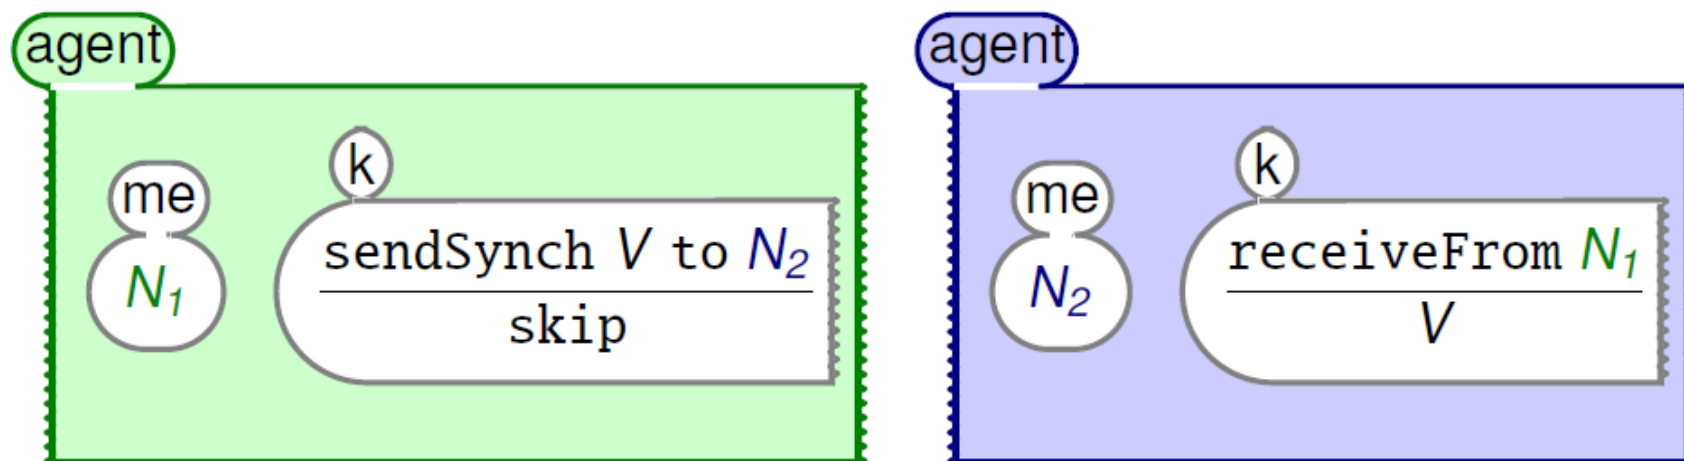 agent
me
N1
k
sendSynch V to N2
skip
agent
me
N2
k
receiveFrom N1
V